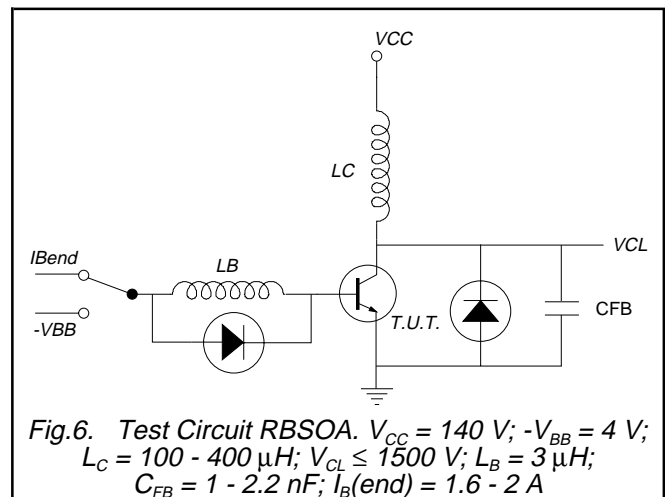 VCC
LC
IBend
LB
VCL
-VBB
T.U.T.
CFB
Fig.6. Test Circuit RBSOA. VCC = 140 V; -VBB = 4 V;
LC = 100 - 400 μH; VCL ≤ 1500 V; LB = 3 μH;
CFB = 1 - 2.2 nF; IB(end) = 1.6 - 2 A